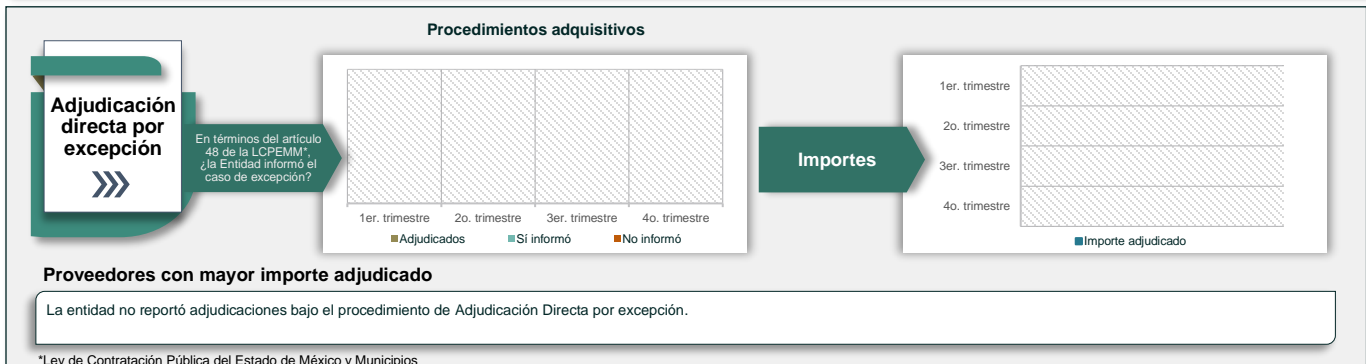 Procedimientos adquisitivos
Adjudicación
directa por
excepción
En términos del artículo
48 de la LCPEMM*,
¿la Entidad informó el
caso de excepción?
1er. trimestre
2o. trimestre
3er. trimestre
4o. trimestre
Adjudicados
Sí informó
No informó
Importes
1er. trimestre
2o. trimestre
3er. trimestre
4o. trimestre
Importe adjudicado
Proveedores con mayor importe adjudicado
La entidad no reportó adjudicaciones bajo el procedimiento de Adjudicación Directa por excepción.
*Ley de Contratación Pública del Estado de México y Municipios